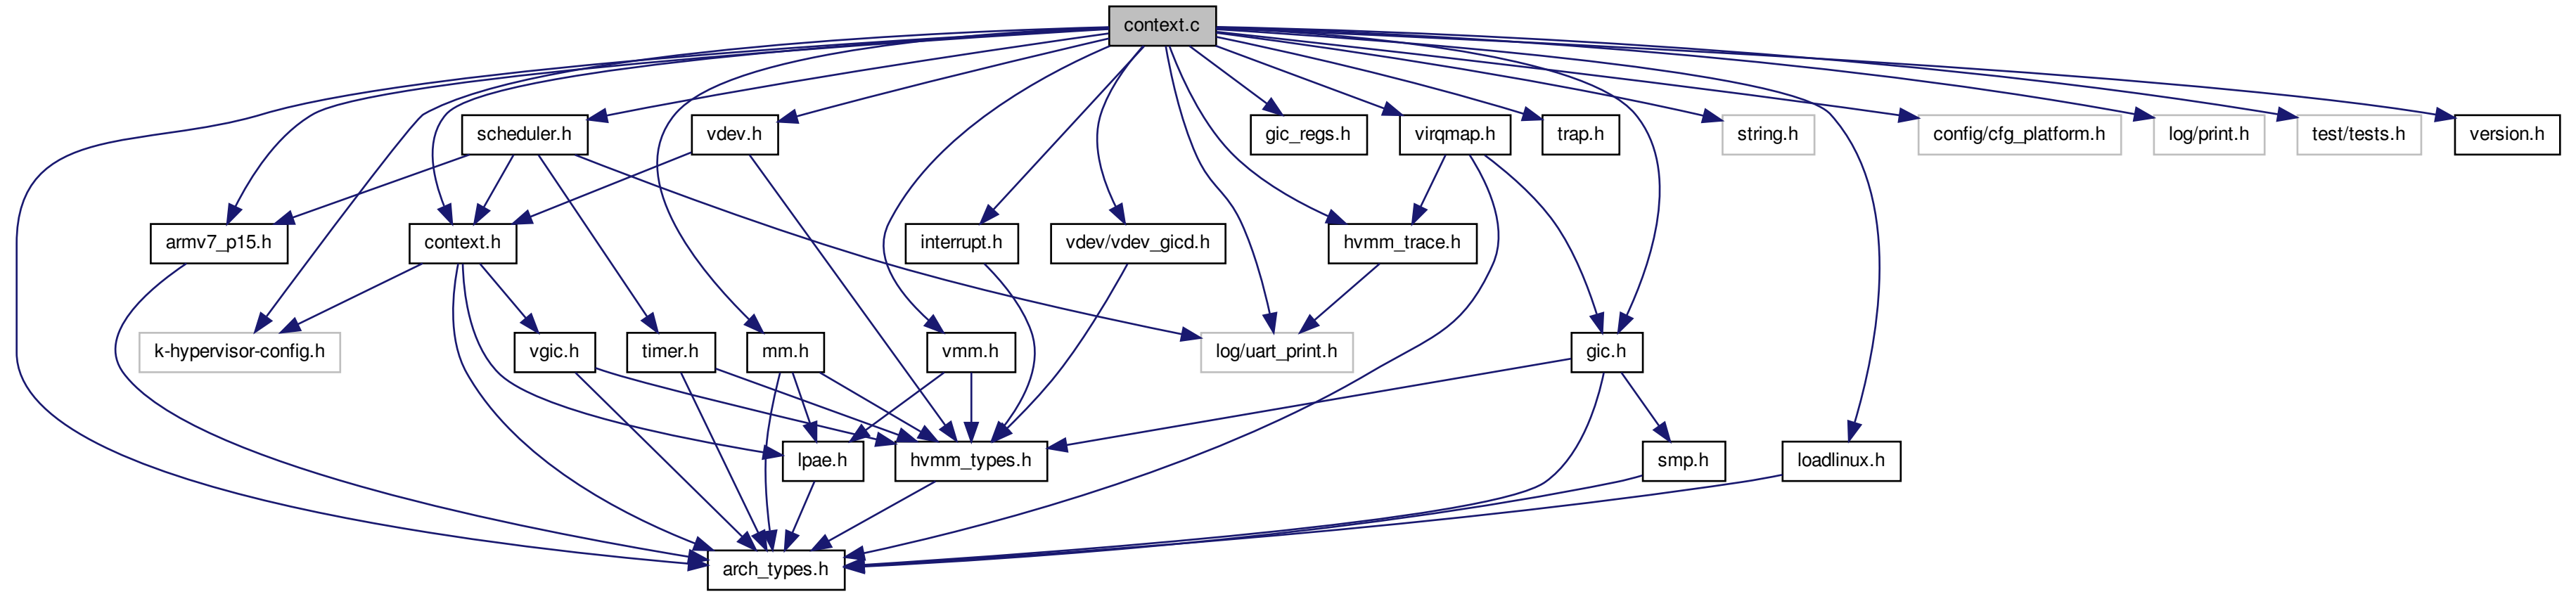 context.c
scheduler.h
vdev.h
gic_regs.h
virqmap.h
trap.h
string.h
config/cfg_platform.h
log/print.h
test/tests.h
version.h
armv7_p15.h
context.h
interrupt.h
vdev/vdev_gicd.h
hvmm_trace.h
k-hypervisor-config.h
vgic.h
timer.h
mm.h
vmm.h
log/uart_print.h
gic.h
lpae.h
hvmm_types.h
smp.h
loadlinux.h
arch_types.h